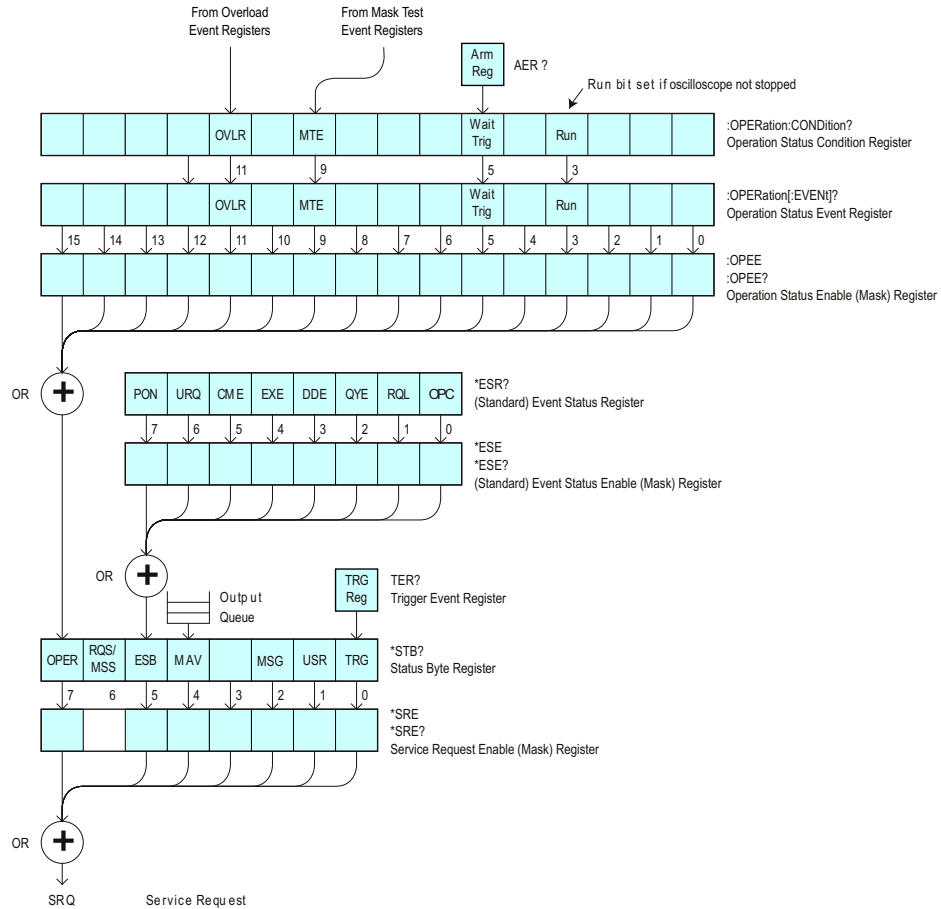 From Overload
Event Registers
From Mask Test
Event Registers
Arm
Reg
AER ?
Run bit set if oscilloscope not stopped
OVLR
MTE
Wait
Trig
Run
:OPERation:CONDition?
Operation Status Condition Register
11 9 5 3
OVLR
MTE
Wait
Trig
Run
:OPERation[:EVENt]?
Operation Status Event Register
15 14 13 12 11 10 9 8 7 6 5 4 3 2 1 0
:OPEE
:OPEE?
Operation Status Enable (Mask) Register
OR
+
PON URQ CME EXE DDE QYE RQL OPC
*ESR?
(Standard) Event Status Register
7 6 5 4 3 2 1 0
*ESE
*ESE?
(Standard) Event Status Enable (Mask) Register
OR
+
Output
Queue
TRG
Reg
TER?
Trigger Event Register
OPER
RQS/
MSS
ESB MAV MSG USR TRG
*STB?
Status Byte Register
7 6 5 4 3 2 1 0
*SRE
*SRE?
Service Request Enable (Mask) Register
OR
+
SRQ
Service Request